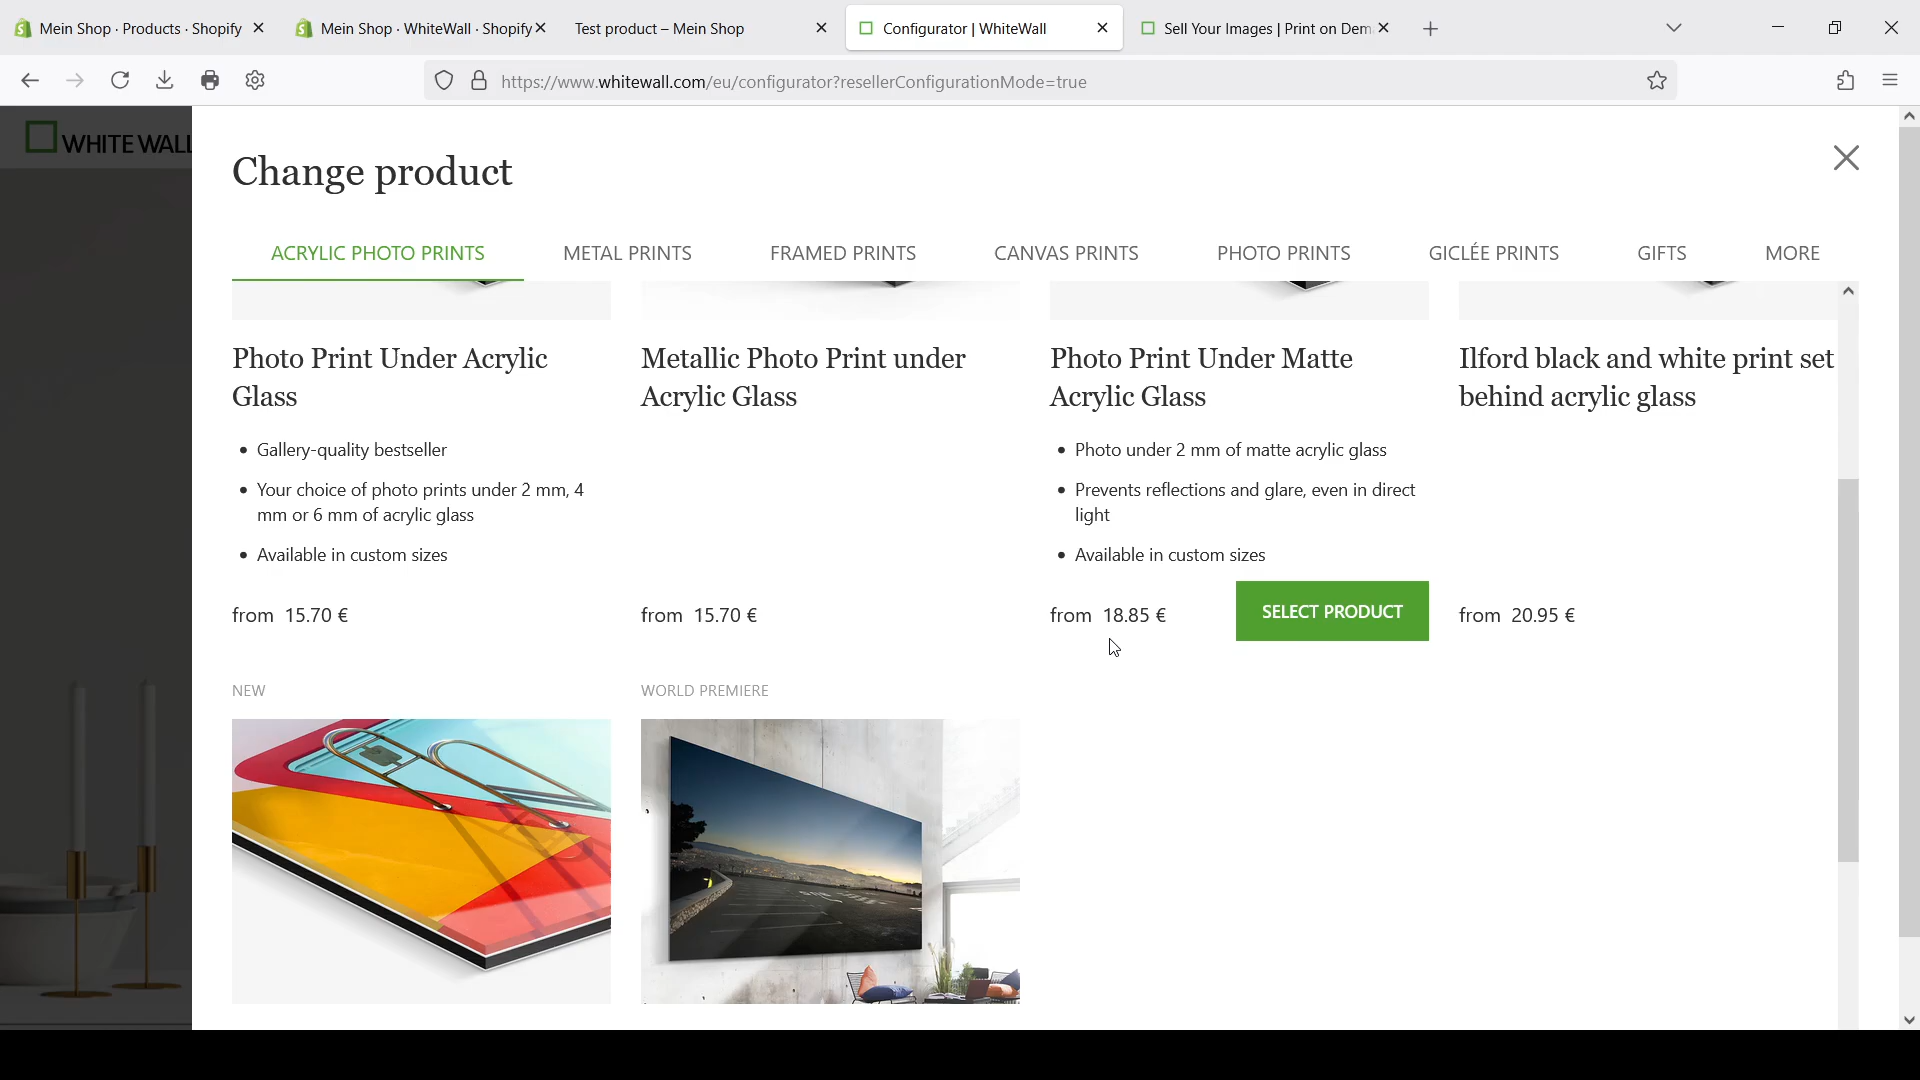 Mein Shop · Products · Shopify
Mein Shop · WhiteWall · Shopify
Test product – Mein Shop
Configurator | WhiteWall
Sell Your Images | Print on Dem
https://www.whitewall.com/eu/configurator?resellerConfigurationMode=true
WHITE WALL
Change product
ACRYLIC PHOTO PRINTS
METAL PRINTS
FRAMED PRINTS
CANVAS PRINTS
PHOTO PRINTS
GICLÉE PRINTS
GIFTS
MORE
Photo Print Under Acrylic
Glass
• Gallery-quality bestseller
• Your choice of photo prints under 2 mm, 4
mm or 6 mm of acrylic glass
• Available in custom sizes
from 15.70 €
Metallic Photo Print under
Acrylic Glass
from 15.70 €
Photo Print Under Matte
Acrylic Glass
• Photo under 2 mm of matte acrylic glass
• Prevents reflections and glare, even in direct
light
• Available in custom sizes
from 18.85 €
SELECT PRODUCT
Ilford black and white print set
behind acrylic glass
from 20.95 €
NEW
WORLD PREMIERE